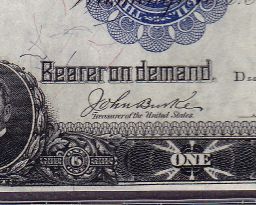 Bearer on demand.
John Burke
Treasurer of the United States.
ONE